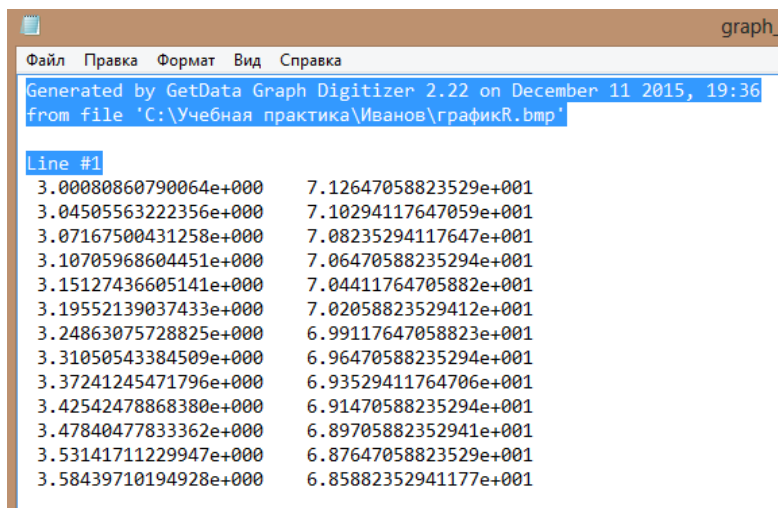 graph_
Файл Правка Формат Вид Справка
Generated by GetData Graph Digitizer 2.22 on December 11 2015, 19:36
from file 'C:\Учебная практика\Иванов\графикR.bmp'
Line #1
3.00080860790064e+000 7.12647058823529e+001
3.04505563222356e+000 7.10294117647059e+001
3.07167500431258e+000 7.08235294117647e+001
3.10705968604451e+000 7.06470588235294e+001
3.15127436605141e+000 7.04411764705882e+001
3.19552139037433e+000 7.02058823529412e+001
3.24863075728825e+000 6.99117647058823e+001
3.31050543384509e+000 6.96470588235294e+001
3.37241245471796e+000 6.93529411764706e+001
3.42542478868380e+000 6.91470588235294e+001
3.47840477833362e+000 6.89705882352941e+001
3.53141711229947e+000 6.87647058823529e+001
3.58439710194928e+000 6.85882352941177e+001